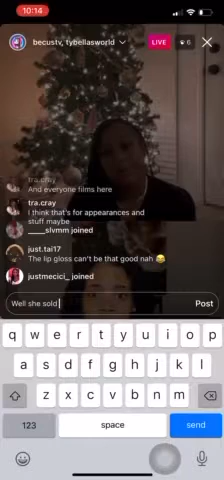 10:14
becustv, tybellasworld
LIVE
6
tra.cray
And everyone films here
tra.cray
I think that's for appearances and
stuff maybe
_____slvmm joined
just.tai17
The lip gloss can't be that good nah 😂
justmecici_ joined
Well she sold
Post
q w e r t y u i o p
a s d f g h j k l
z x c v b n m
123 space send